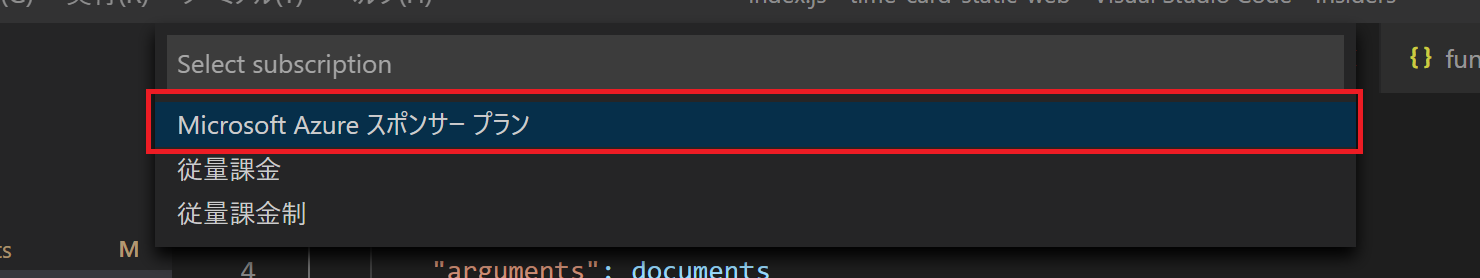 実行(R) ターミナル(T) ヘルプ(H) index.js - time-card-static-web - Visual Studio Code - Insiders
Select subscription
{} fun
Microsoft Azure スポンサー プラン
従量課金
従量課金制
ts M
4 "arguments": documents